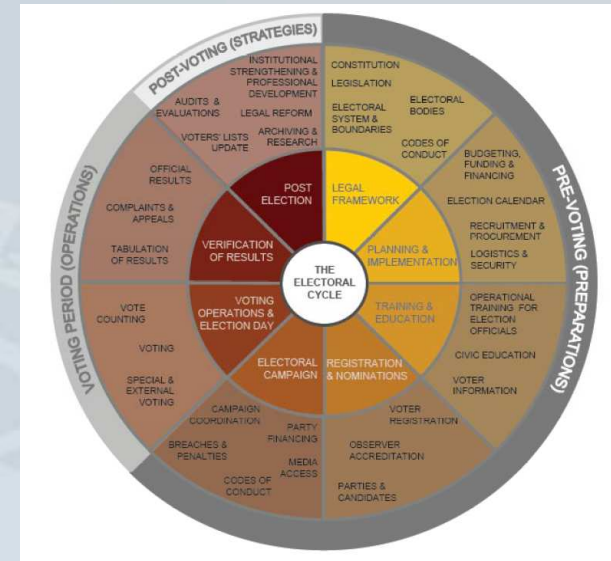 POST-VOTING (STRATEGIES)
PRE-VOTING (PREPARATIONS)
VOTING PERIOD (OPERATIONS)
THE
ELECTORAL
CYCLE
LEGAL
FRAMEWORK
CONSTITUTION
LEGISLATION
ELECTORAL
SYSTEM &
BOUNDARIES
ELECTORAL
BODIES
CODES OF
CONDUCT
PLANNING &
IMPLEMENTATION
BUDGETING,
FUNDING &
FINANCING
ELECTION CALENDAR
RECRUITMENT &
PROCUREMENT
LOGISTICS &
SECURITY
TRAINING &
EDUCATION
OPERATIONAL
TRAINING FOR
ELECTION
OFFICIALS
CIVIC EDUCATION
VOTER
INFORMATION
REGISTRATION
& NOMINATIONS
VOTER
REGISTRATION
OBSERVER
ACCREDITATION
PARTIES &
CANDIDATES
ELECTORAL
CAMPAIGN
CAMPAIGN
COORDINATION
PARTY
FINANCING
BREACHES &
PENALTIES
MEDIA
ACCESS
CODES OF
CONDUCT
VOTING
OPERATIONS &
ELECTION DAY
VOTE
COUNTING
VOTING
SPECIAL &
EXTERNAL
VOTING
VERIFICATION
OF RESULTS
OFFICIAL
RESULTS
COMPLAINTS &
APPEALS
TABULATION
OF RESULTS
POST
ELECTION
INSTITUTIONAL
STRENGTHENING &
PROFESSIONAL
DEVELOPMENT
AUDITS &
EVALUATIONS
LEGAL REFORM
VOTERS' LISTS
UPDATE
ARCHIVING &
RESEARCH